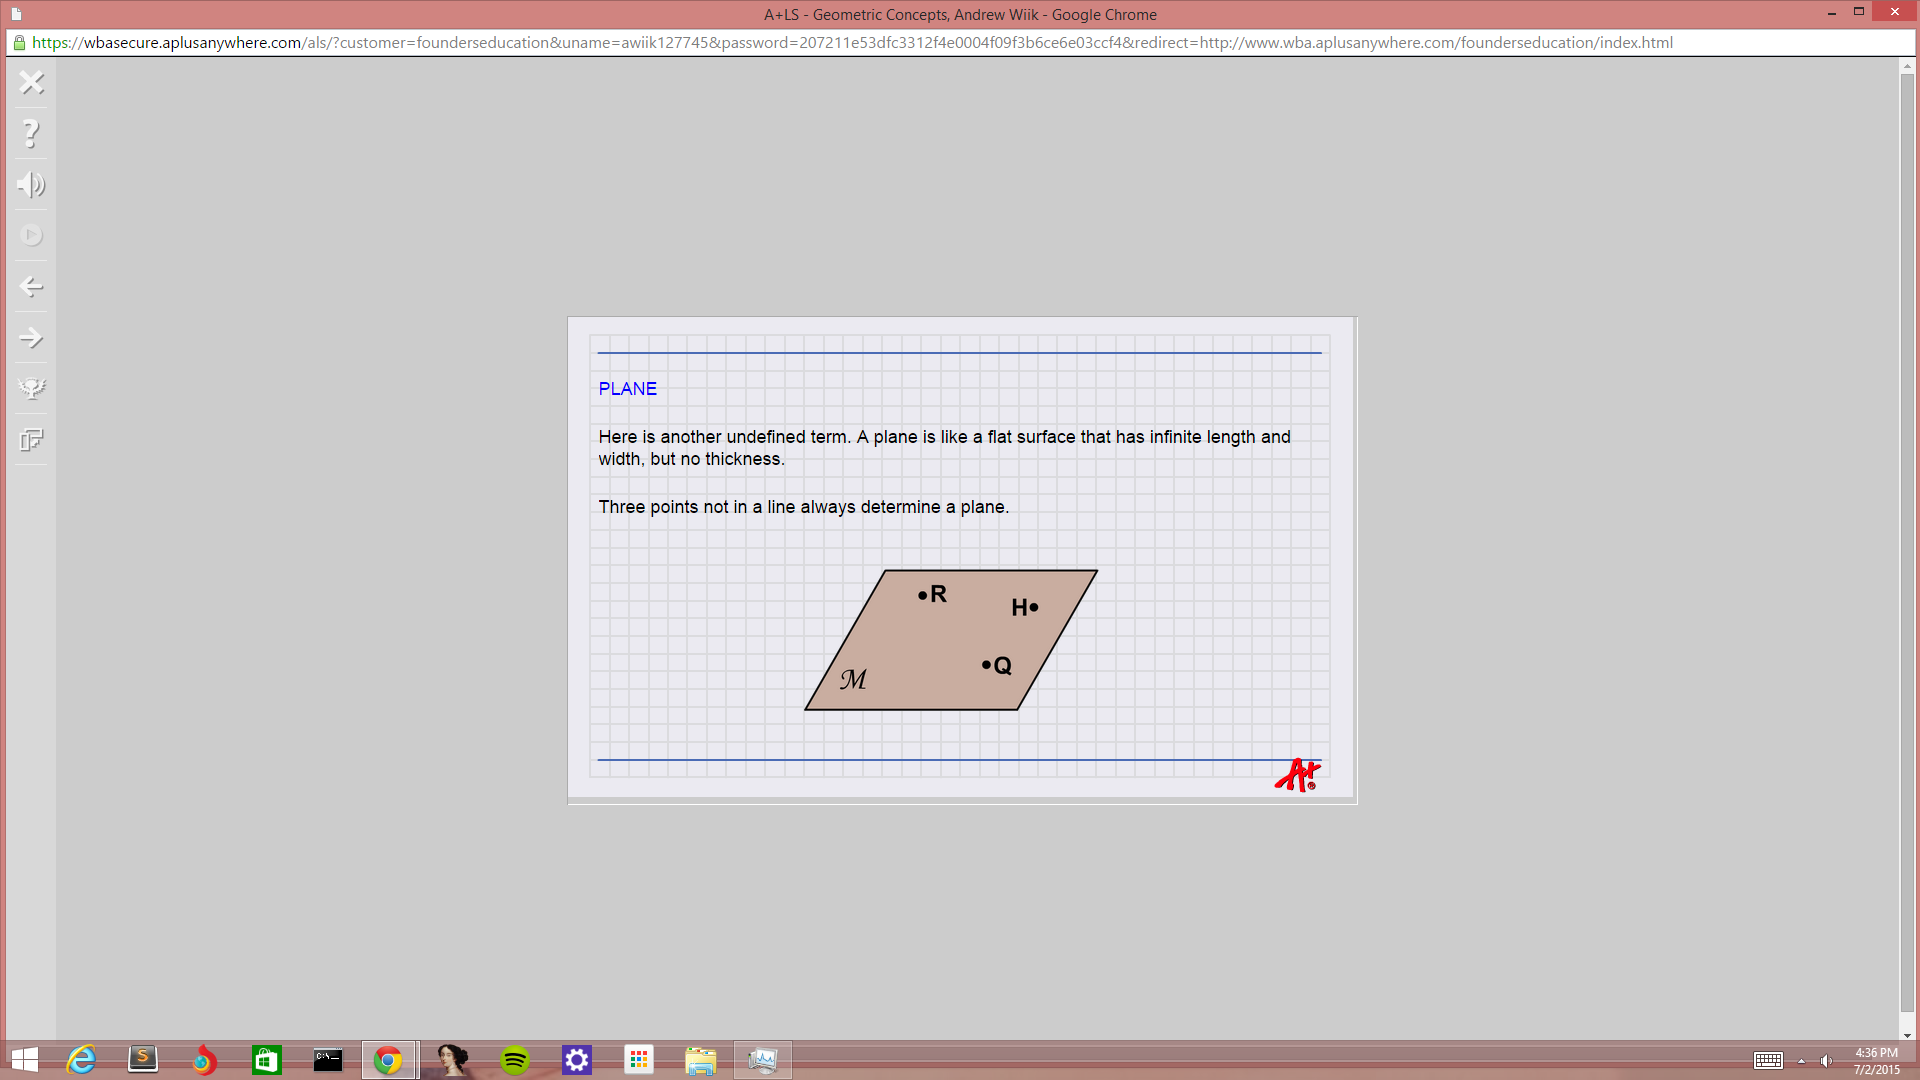 A+LS - Geometric Concepts, Andrew Wiik - Google Chrome
https://wbasecure.aplusanywhere.com/als/?customer=founderseducation&uname=awiik127745&password=207211e53dfc3312f4e0004f09f3b6ce6e03ccf4&redirect=http://www.wba.aplusanywhere.com/founderseducation/index.html
PLANE
Here is another undefined term. A plane is like a flat surface that has infinite length and
width, but no thickness.
Three points not in a line always determine a plane.
R
H
Q
M
A+
S
C:\_
4:36 PM
7/2/2015